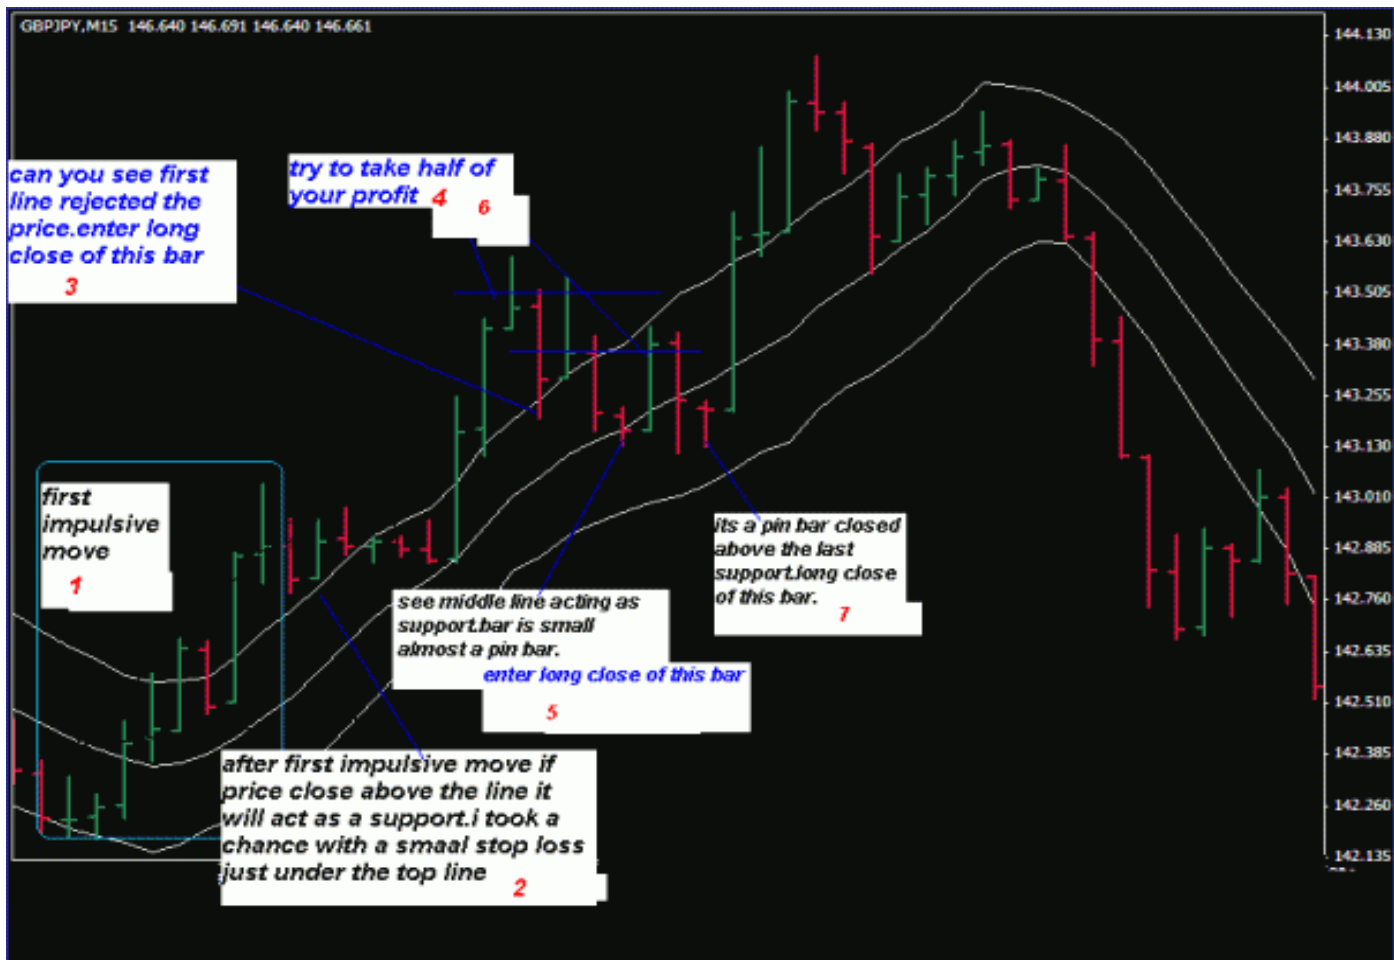 GBPJPY,M15 146.640 146.691 146.640 146.661
can you see first
line rejected the
price.enter long
close of this bar
3
try to take half of
your profit 4 6
first
impulsive
move
1
see middle line acting as
support.bar is small
almost a pin bar.
enter long close of this bar
5
its a pin bar closed
above the last
support.long close
of this bar.
7
after first impulsive move if
price close above the line it
will act as a support.i took a
chance with a smaal stop loss
just under the top line
2
144.130
144.005
143.880
143.755
143.630
143.505
143.380
143.255
143.130
143.010
142.885
142.760
142.635
142.510
142.385
142.260
142.135